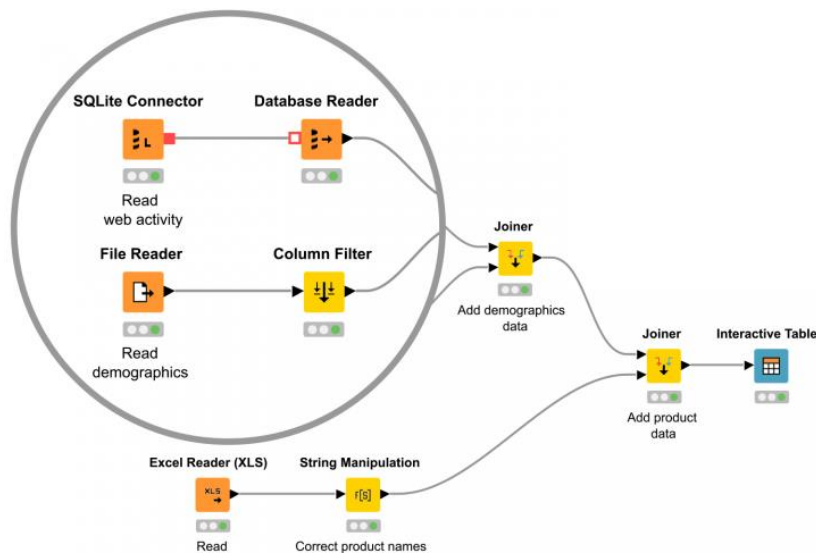 SQLite Connector
Database Reader
Read
web activity
File Reader
Column Filter
Read
demographics
Joiner
Add demographics
data
Joiner
Interactive Table
Add product
data
Excel Reader (XLS)
String Manipulation
XLS
f[S]
Read
Correct product names